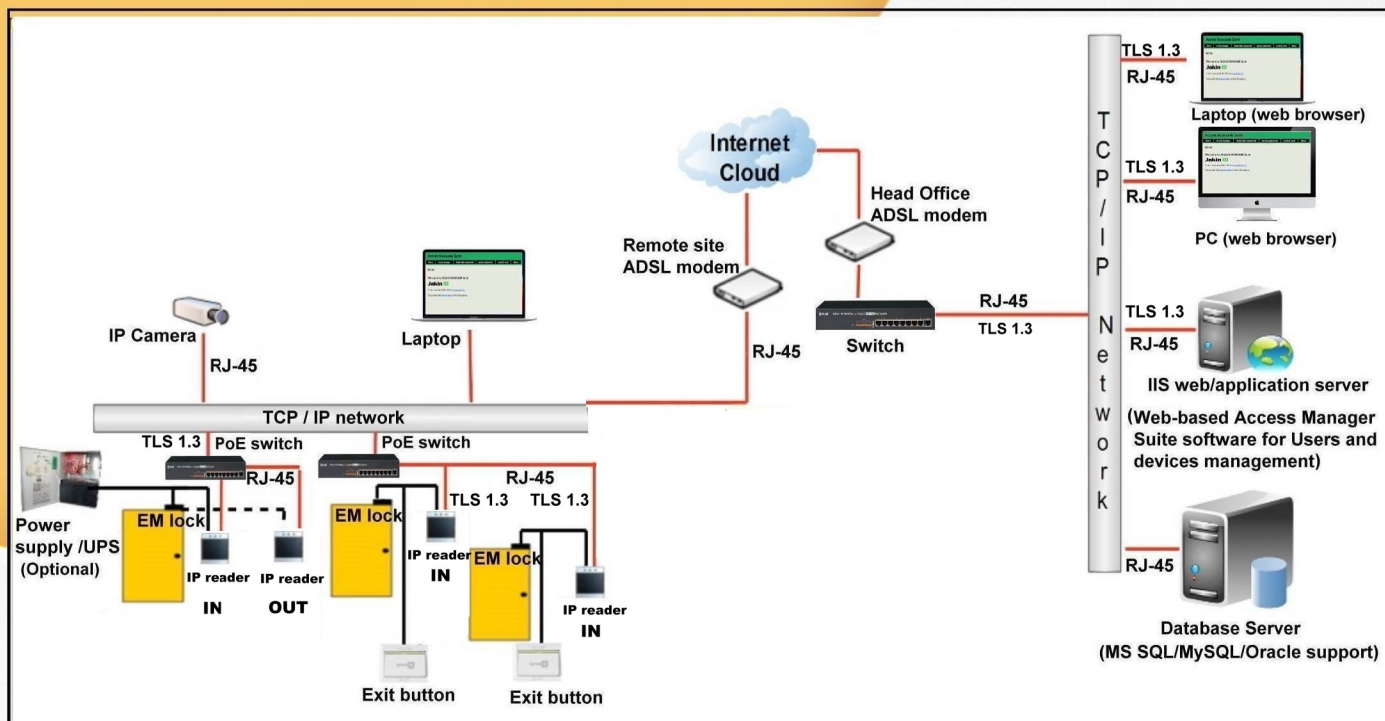 TLS 1.3
RJ-45
Laptop (web browser)
TLS 1.3
RJ-45
PC (web browser)
TCP/IP Network
Internet
Cloud
Head Office
ADSL modem
Remote site
ADSL modem
RJ-45
TLS 1.3
Switch
RJ-45
TLS 1.3
RJ-45
IIS web/application server
(Web-based Access Manager
Suite software for Users and
devices management)
RJ-45
Database Server
(MS SQL/MySQL/Oracle support)
IP Camera
RJ-45
Laptop
Jakin
Jakin
Jakin
TCP / IP network
TLS 1.3
PoE switch
RJ-45
PoE switch
RJ-45
TLS 1.3
TLS 1.3
Power
supply /UPS
(Optional)
EM lock
IP reader
IN
IP reader
OUT
EM lock
IP reader
IN
EM lock
IP reader
IN
Exit button
Exit button